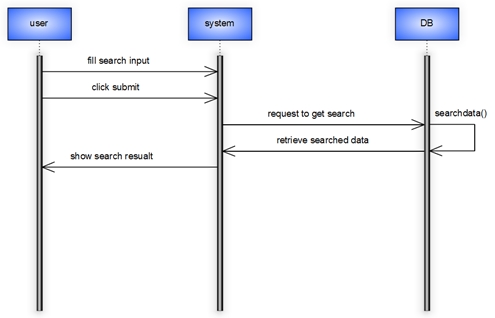 user
system
DB
fill search input
click submit
request to get search
searchdata()
retrieve searched data
show search resualt